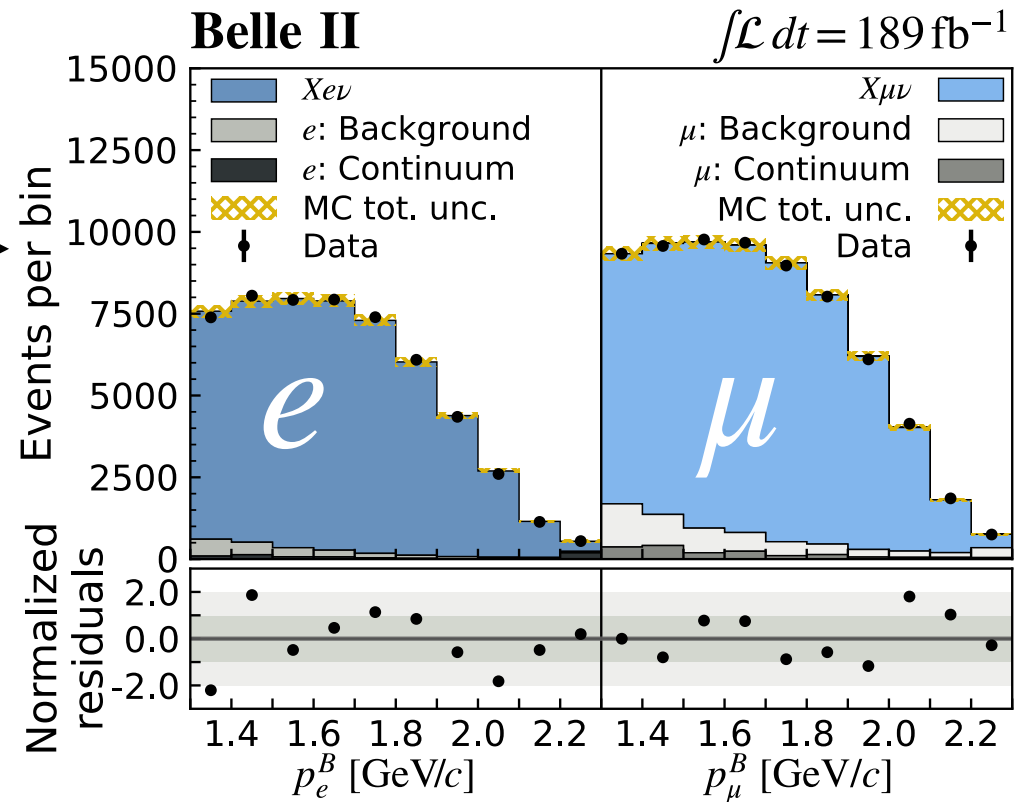 Belle II
∫ℒ dt = 189 fb⁻¹
Events per bin
15000
12500
10000
7500
5000
2500
0
Xeν
e: Background
e: Continuum
MC tot. unc.
Data
e
Xμν
μ: Background
μ: Continuum
MC tot. unc.
Data
μ
Normalized
residuals
2.0
0.0
-2.0
1.4 1.6 1.8 2.0 2.2
p_e^B [GeV/c]
1.4 1.6 1.8 2.0 2.2
p_μ^B [GeV/c]